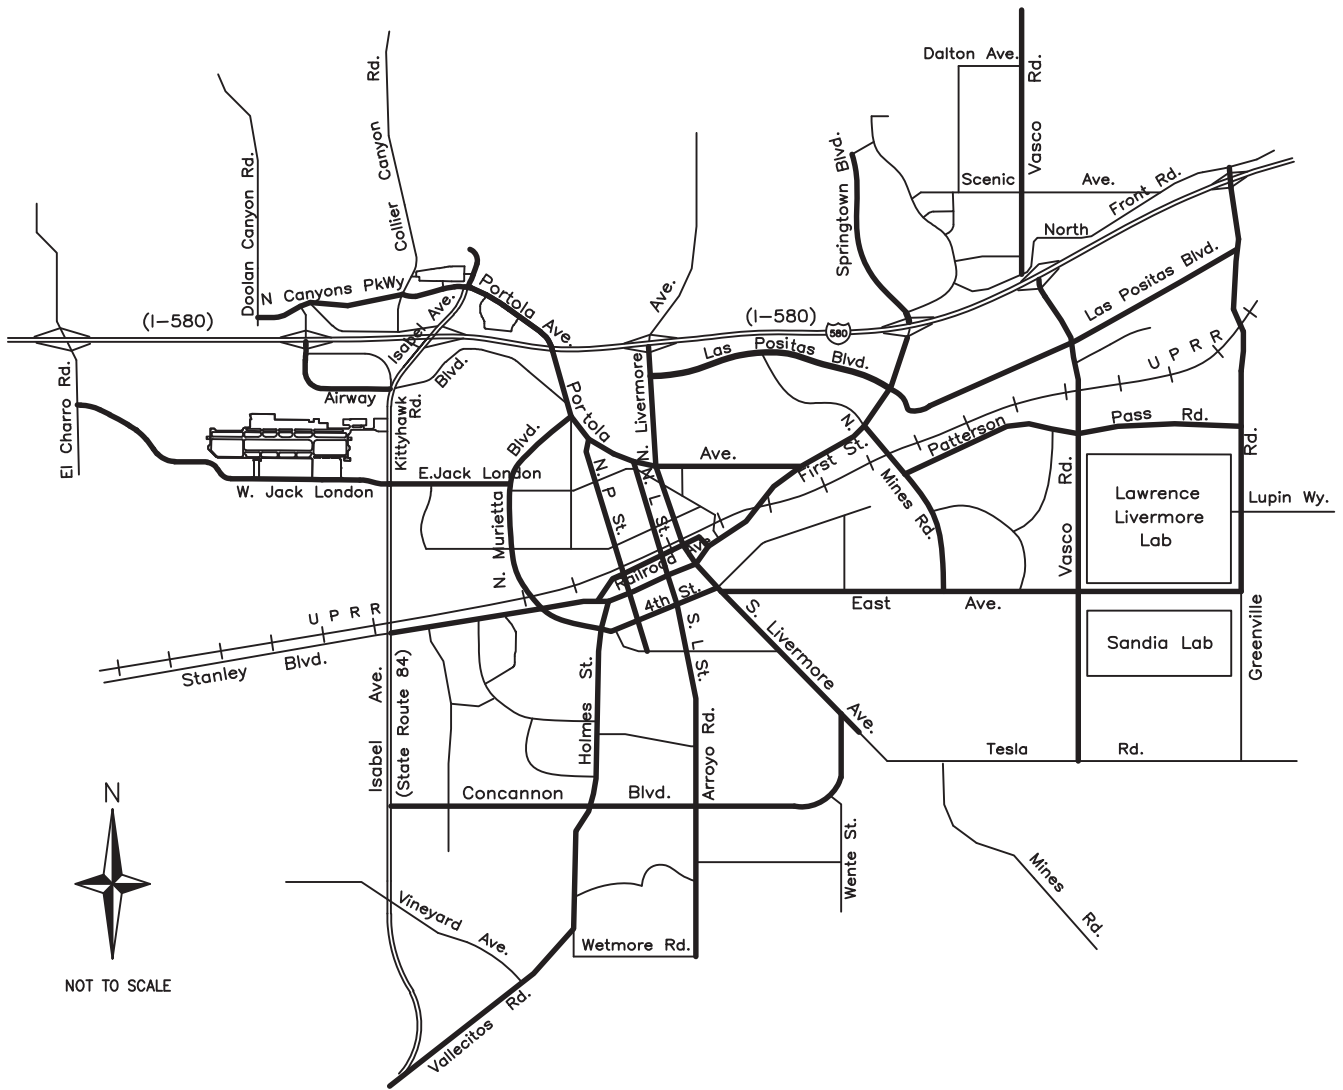 Dalton Ave.
Vasco Rd.
Springtown Blvd.
Scenic Ave.
North Front Rd.
Doolan Canyon Rd.
Collier Canyon Rd.
N Canyons PkWy
Isabel Ave.
Portola Ave.
Ave.
(I-580)
(I-580)
580
Las Positas Blvd.
Las Positas Blvd.
U P R R
El Charro Rd.
Airway
Blvd.
Kittyhawk Rd.
Portola
N. Livermore
Ave.
N.
First St.
Patterson
Pass Rd.
Rd.
W. Jack London
E.Jack London
Blvd.
N. Murietta
N. P St.
N. L St.
Mines Rd.
Vasco Rd.
Lawrence
Livermore
Lab
Lupin Wy.
Railroad Ave
4th St.
East Ave.
U P R R
Stanley Blvd.
S. L St.
S. Livermore Ave.
Sandia Lab
Greenville
Isabel Ave.
(State Route 84)
Holmes St.
Arroyo Rd.
Tesla Rd.
Concannon Blvd.
Wente St.
Mines Rd.
N
NOT TO SCALE
Vineyard Ave.
Wetmore Rd.
Vallecitos Rd.